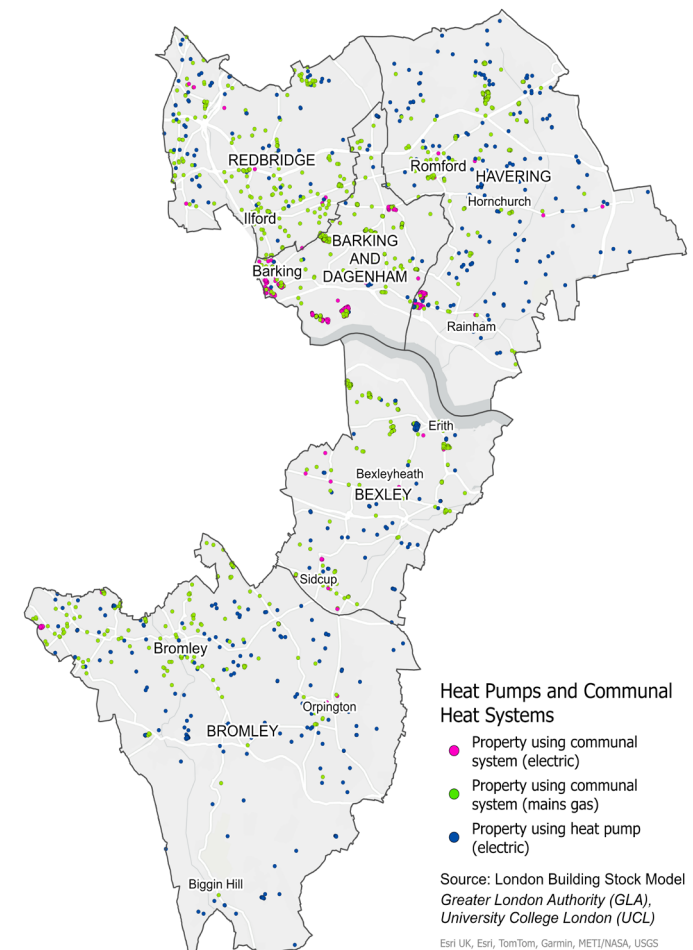 REDBRIDGE
Romford
HAVERING
Hornchurch
Ilford
BARKING
AND
DAGENHAM
Barking
Rainham
Erith
Bexleyheath
BEXLEY
Sidcup
Bromley
Orpington
BROMLEY
Biggin Hill
Heat Pumps and Communal
Heat Systems
Property using communal
system (electric)
Property using communal
system (mains gas)
Property using heat pump
(electric)
Source: London Building Stock Model
Greater London Authority (GLA),
University College London (UCL)
Esri UK, Esri, TomTom, Garmin, METI/NASA, USGS